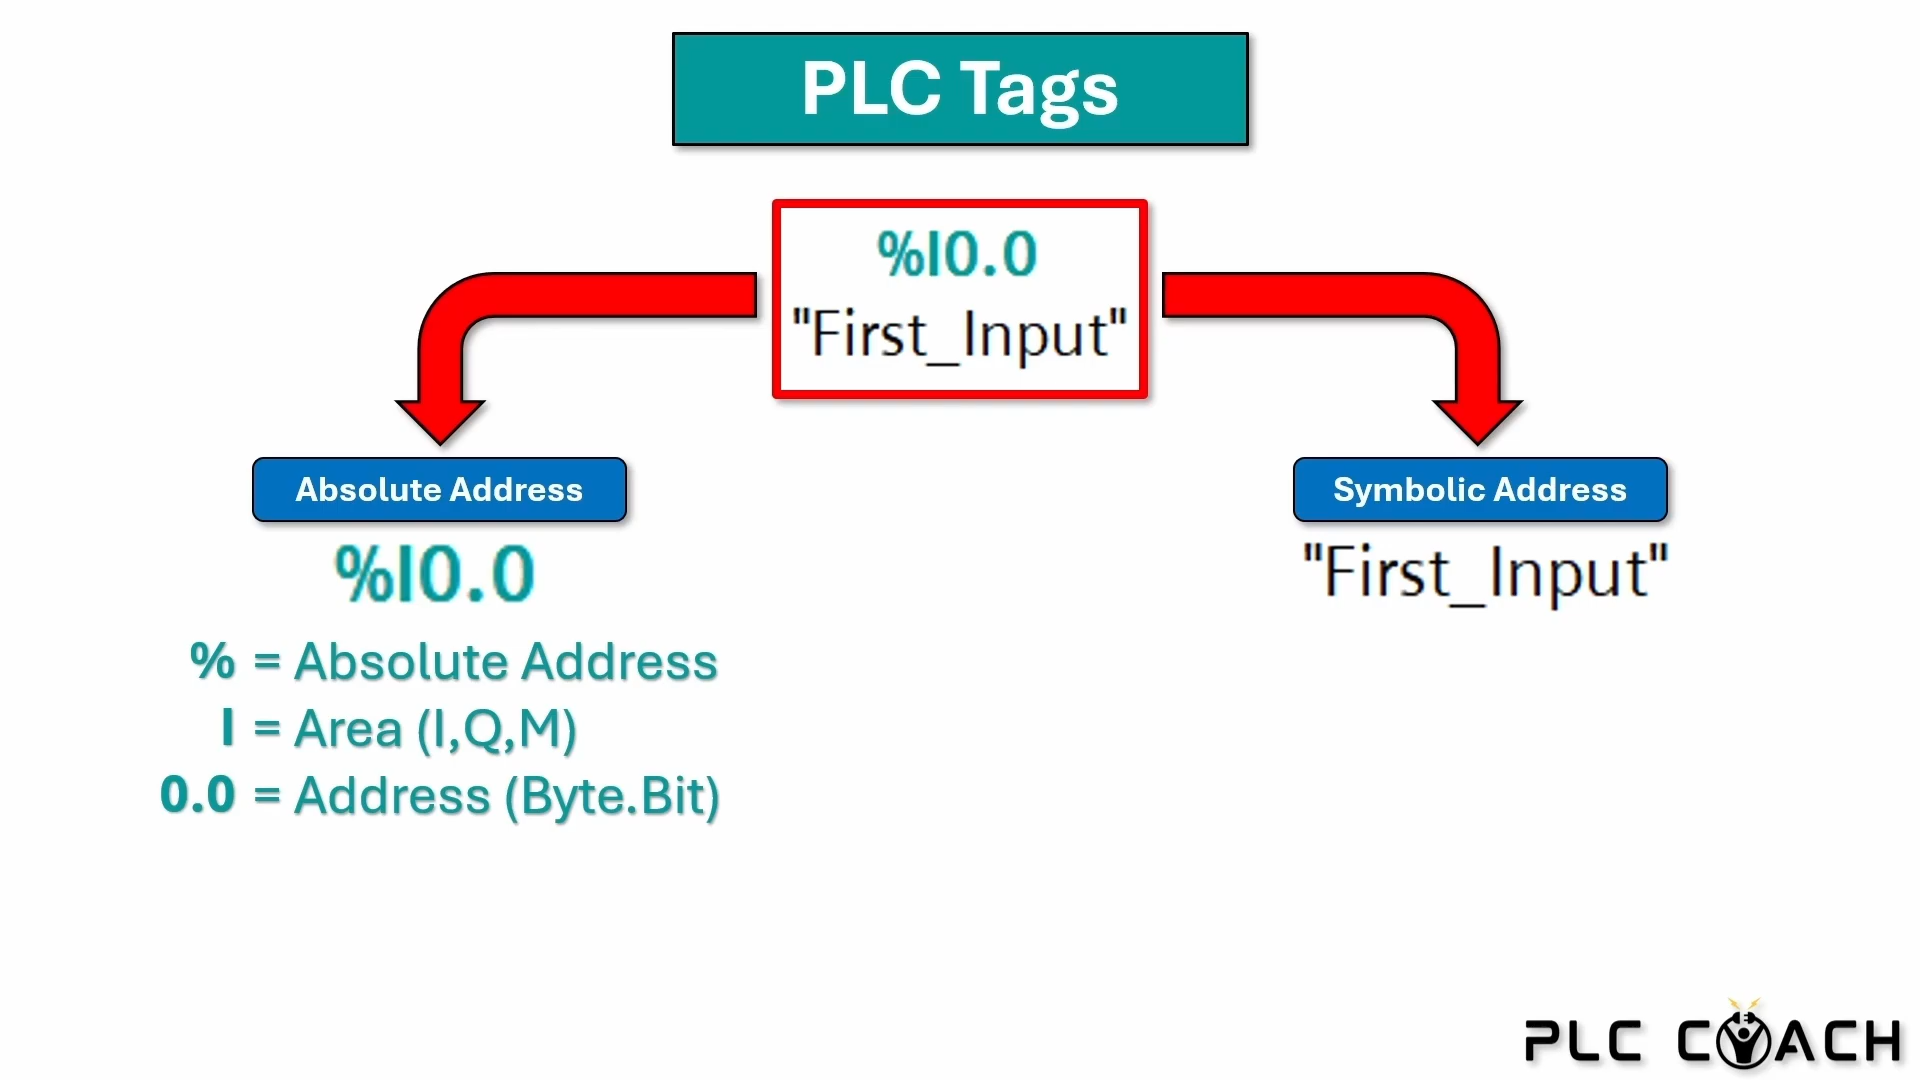 PLC Tags
%I0.0
"First_Input"
Absolute Address
%I0.0
% = Absolute Address
I = Area (I,Q,M)
0.0 = Address (Byte.Bit)
Symbolic Address
"First_Input"
PLC COACH